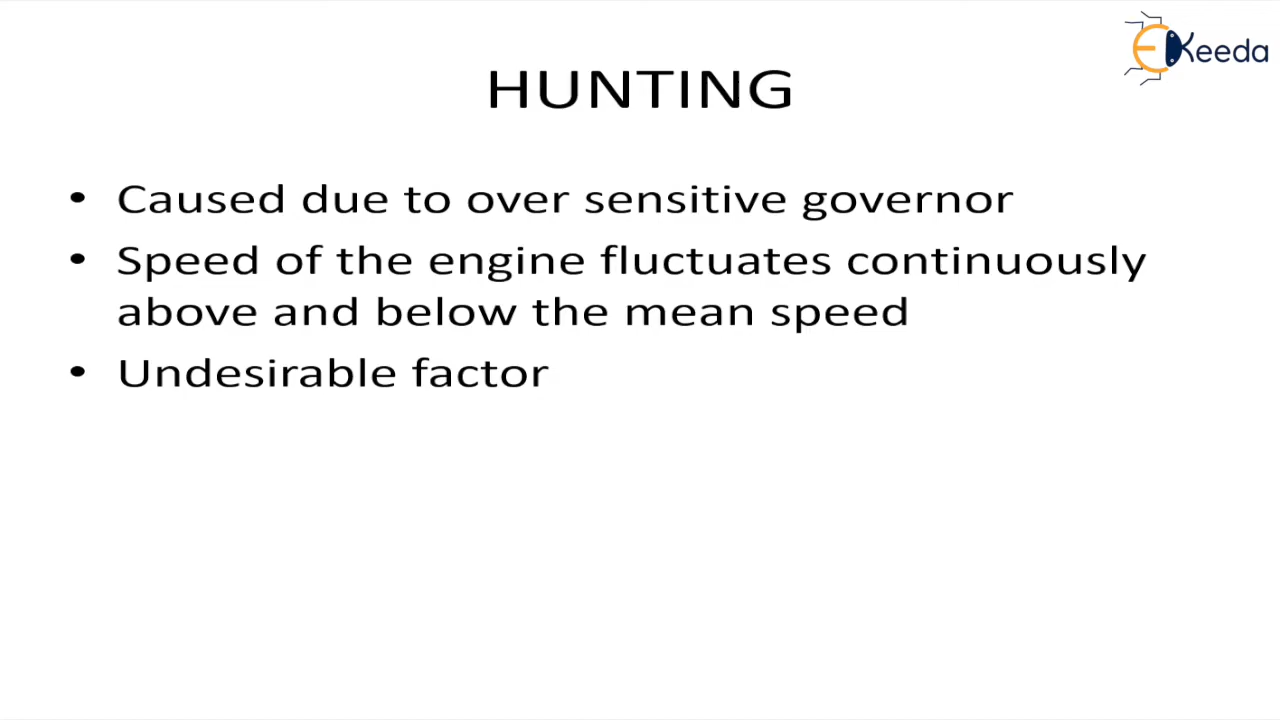 EKeeda
HUNTING
• Caused due to over sensitive governor
• Speed of the engine fluctuates continuously
above and below the mean speed
• Undesirable factor